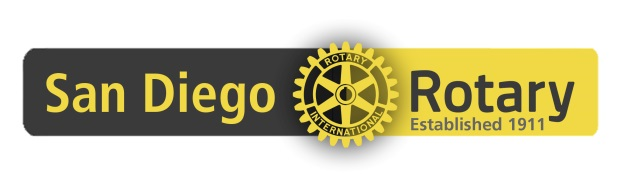 San Diego
ROTARY
INTERNATIONAL
Rotary
Established 1911